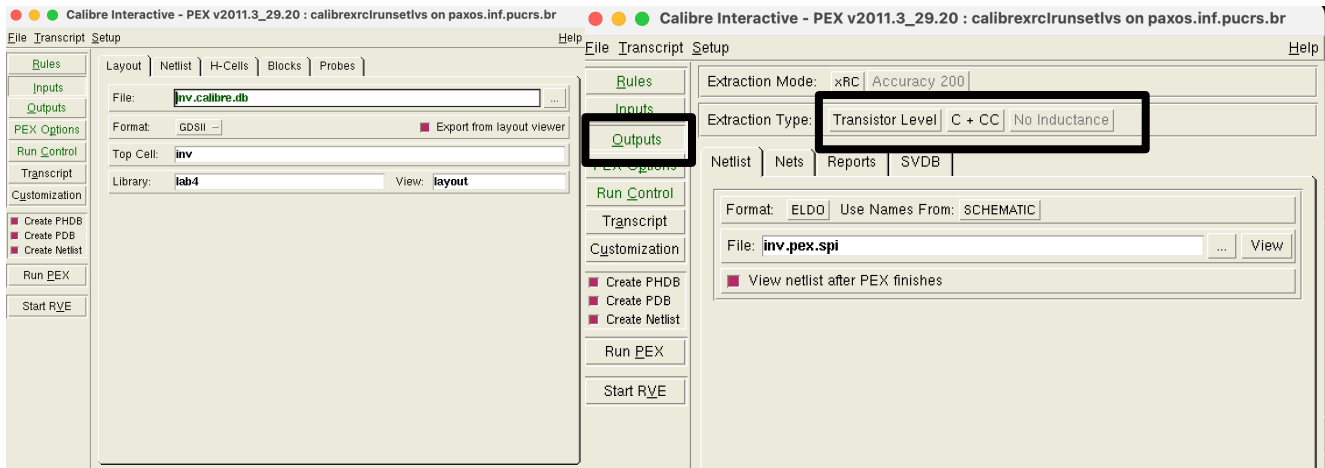 Calibre Interactive - PEX v2011.3_29.20 : calibrexrclrunsetlvs on paxos.inf.pucrs.br
File Transcript Setup Help
Rules
Inputs
Outputs
PEX Options
Run Control
Transcript
Customization
Create PHDB
Create PDB
Create Netlist
Run PEX
Start RVE
Layout Netlist H-Cells Blocks Probes
File: inv.calibre.db ...
Format: GDSII Export from layout viewer
Top Cell: inv
Library: lab4 View: layout
Calibre Interactive - PEX v2011.3_29.20 : calibrexrclrunsetlvs on paxos.inf.pucrs.br
File Transcript Setup Help
Rules
Inputs
Outputs
PEX Options
Run Control
Transcript
Customization
Create PHDB
Create PDB
Create Netlist
Run PEX
Start RVE
Extraction Mode: xRC Accuracy 200
Extraction Type: Transistor Level C + CC No Inductance
Netlist Nets Reports SVDB
Format: ELDO Use Names From: SCHEMATIC
File: inv.pex.spi ... View
View netlist after PEX finishes